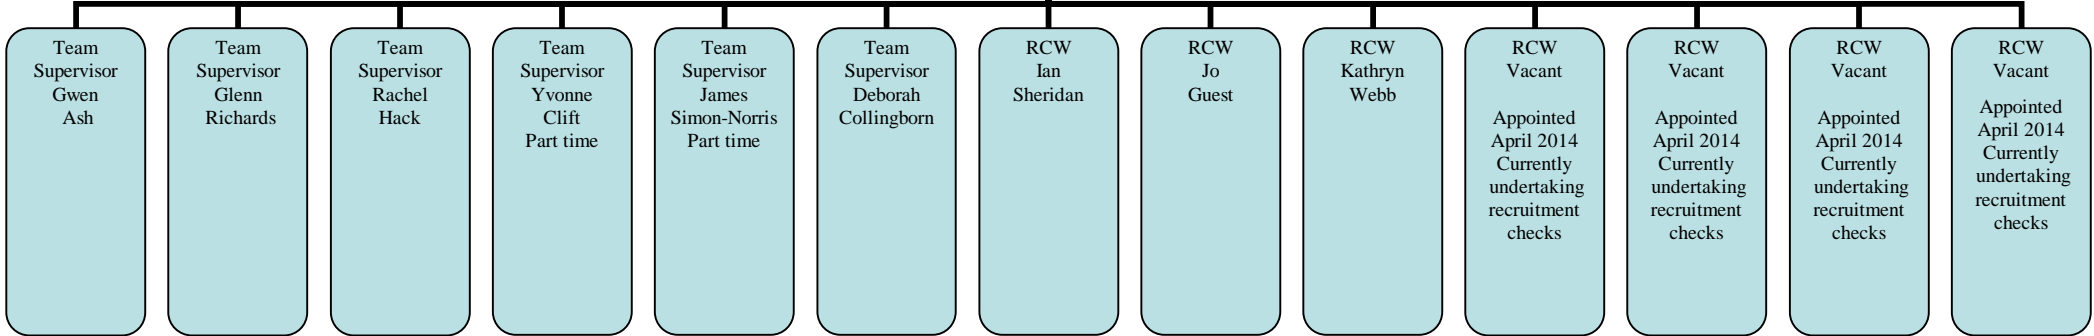 Team
Supervisor
Gwen
Ash
Team
Supervisor
Glenn
Richards
Team
Supervisor
Rachel
Hack
Team
Supervisor
Yvonne
Clift
Part time
Team
Supervisor
James
Simon-Norris
Part time
Team
Supervisor
Deborah
Collingborn
RCW
Ian
Sheridan
RCW
Jo
Guest
RCW
Kathryn
Webb
RCW
Vacant
Appointed
April 2014
Currently
undertaking
recruitment
checks
RCW
Vacant
Appointed
April 2014
Currently
undertaking
recruitment
checks
RCW
Vacant
Appointed
April 2014
Currently
undertaking
recruitment
checks
RCW
Vacant
Appointed
April 2014
Currently
undertaking
recruitment
checks